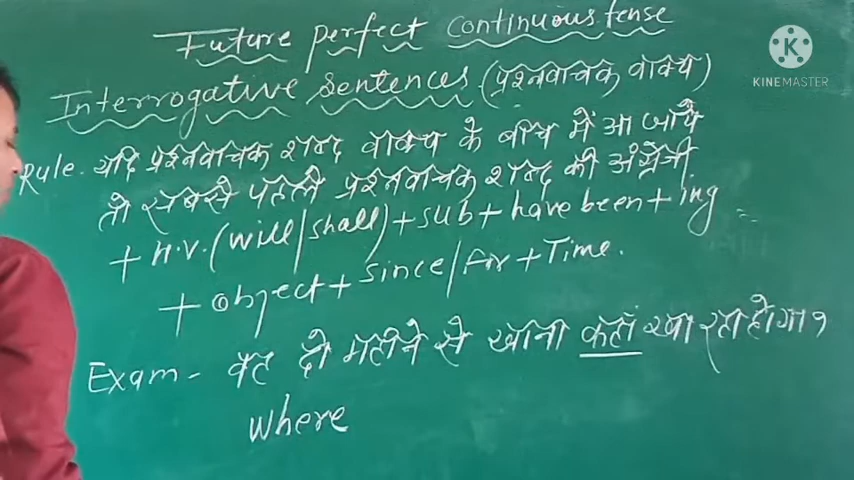 Future perfect continuous tense
KINEMASTER
Interrogative sentences (प्रश्नवाचक वाक्य)
Rule. यदि प्रश्नवाचक शब्द वाक्य के बीच में आ जाये
तो सबसे पहले प्रश्नवाचक शब्द की अंग्रेजी
+ H.V. (will/shall) + sub + have been + ing
+ object + since/for + Time.
Exam - वह दो महीने से खाना कहाँ खा रहा होगा?
Where